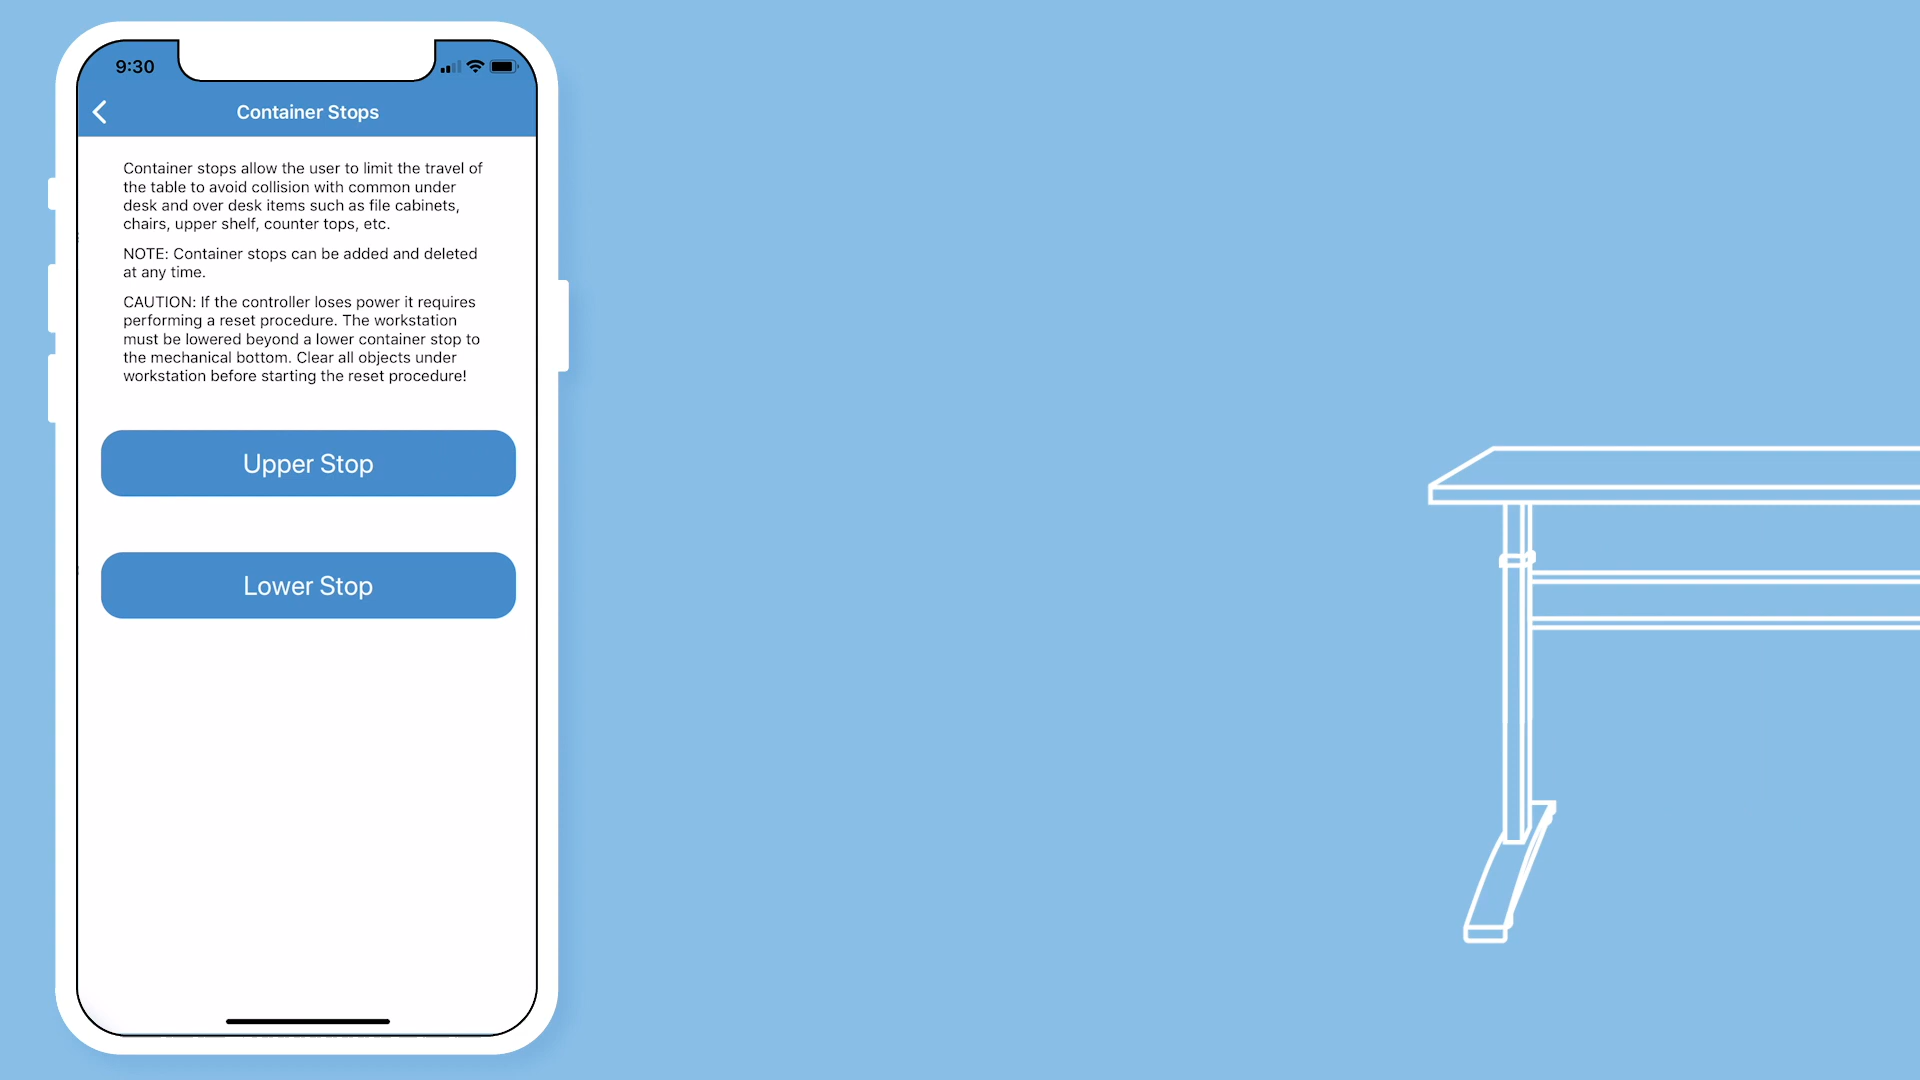 9:30
Container Stops
Container stops allow the user to limit the travel of
the table to avoid collision with common under
desk and over desk items such as file cabinets,
chairs, upper shelf, counter tops, etc.
NOTE: Container stops can be added and deleted
at any time.
CAUTION: If the controller loses power it requires
performing a reset procedure. The workstation
must be lowered beyond a lower container stop to
the mechanical bottom. Clear all objects under
workstation before starting the reset procedure!
Upper Stop
Lower Stop